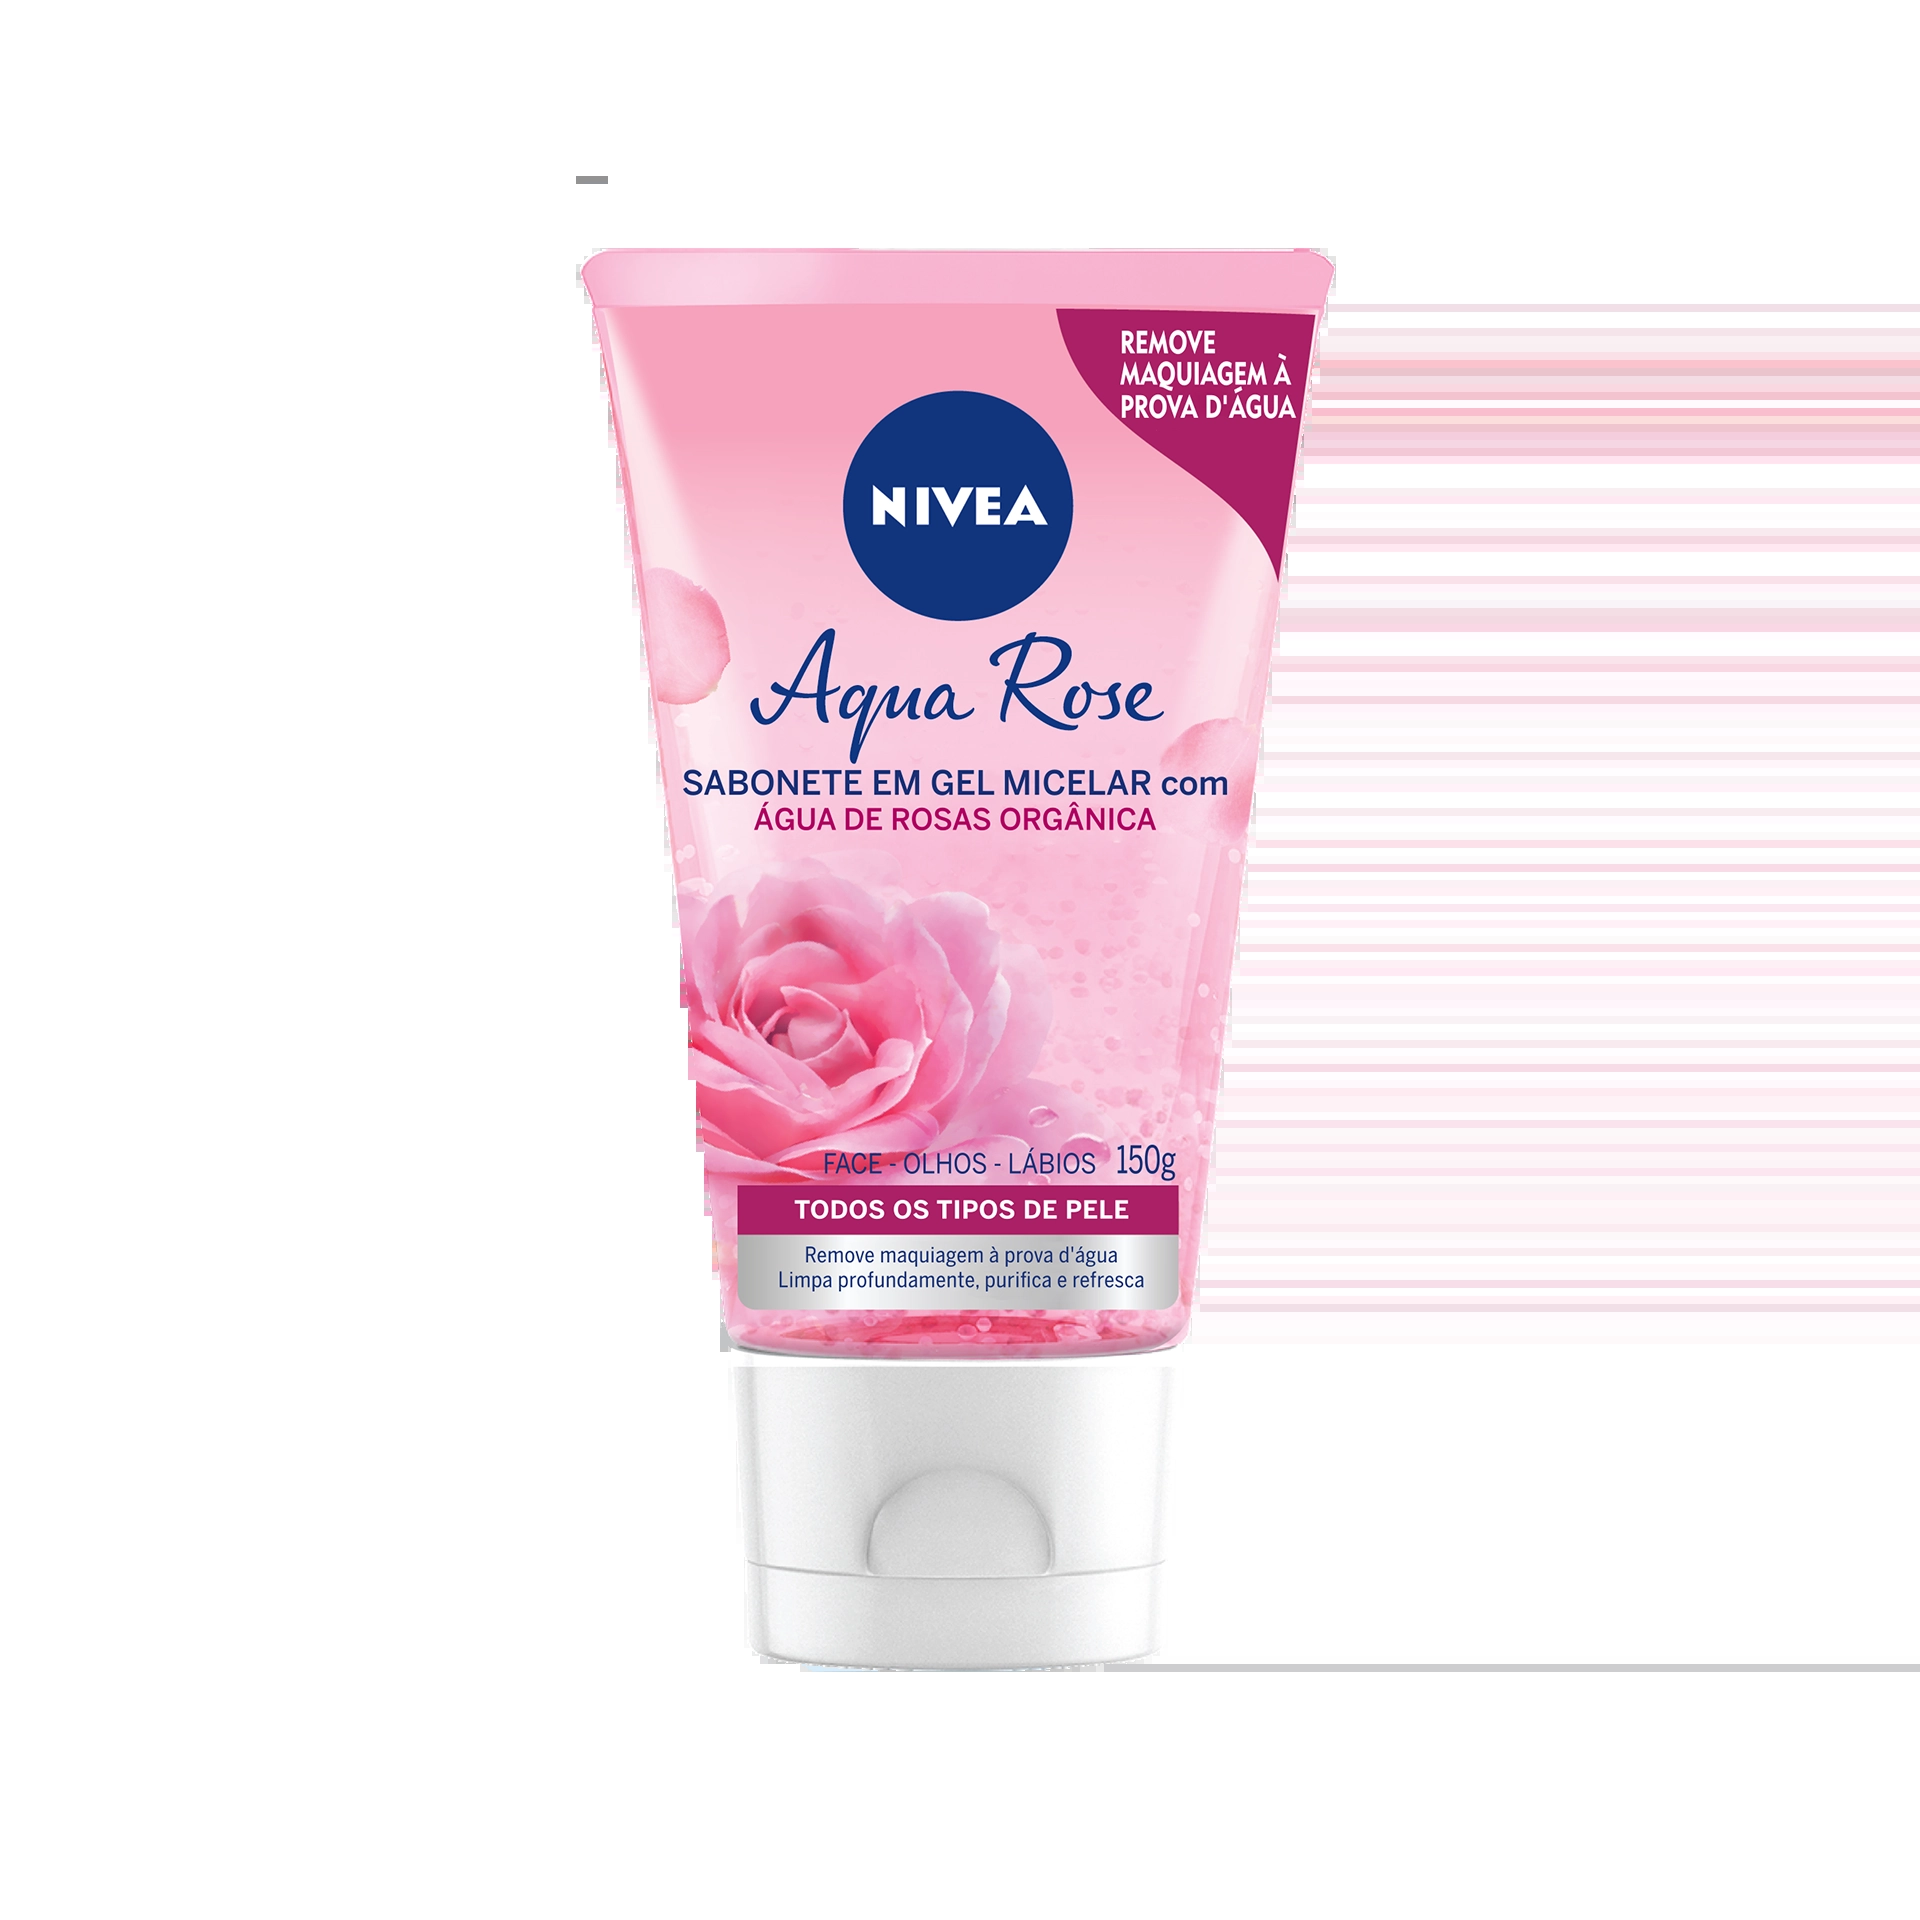 REMOVE
MAQUIAGEM À
PROVA D'ÁGUA
NIVEA
Aqua Rose
SABONETE EM GEL MICELAR com
ÁGUA DE ROSAS ORGÂNICA
FACE - OLHOS - LÁBIOS 150g
TODOS OS TIPOS DE PELE
Remove maquiagem à prova d'água
Limpa profundamente, purifica e refresca